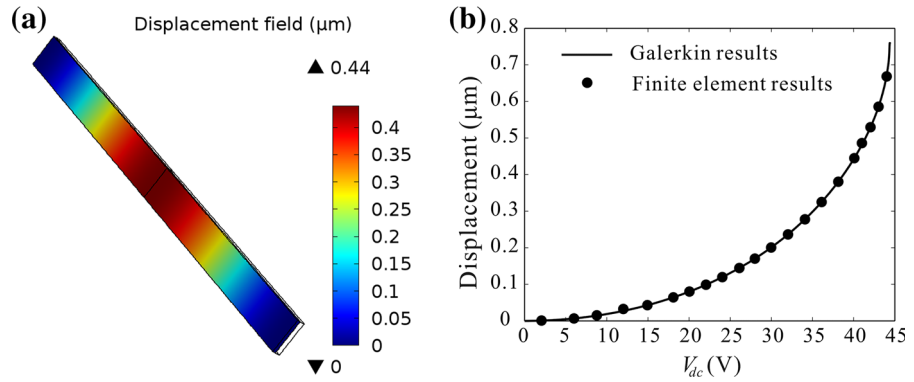 (a)
Displacement field (μm)
▲ 0.44
0.4
0.35
0.3
0.25
0.2
0.15
0.1
0.05
0
▼ 0
(b)
Displacement (μm)
0.8
0.7
0.6
0.5
0.4
0.3
0.2
0.1
0
Galerkin results
Finite element results
0 5 10 15 20 25 30 35 40 45
Vdc (V)